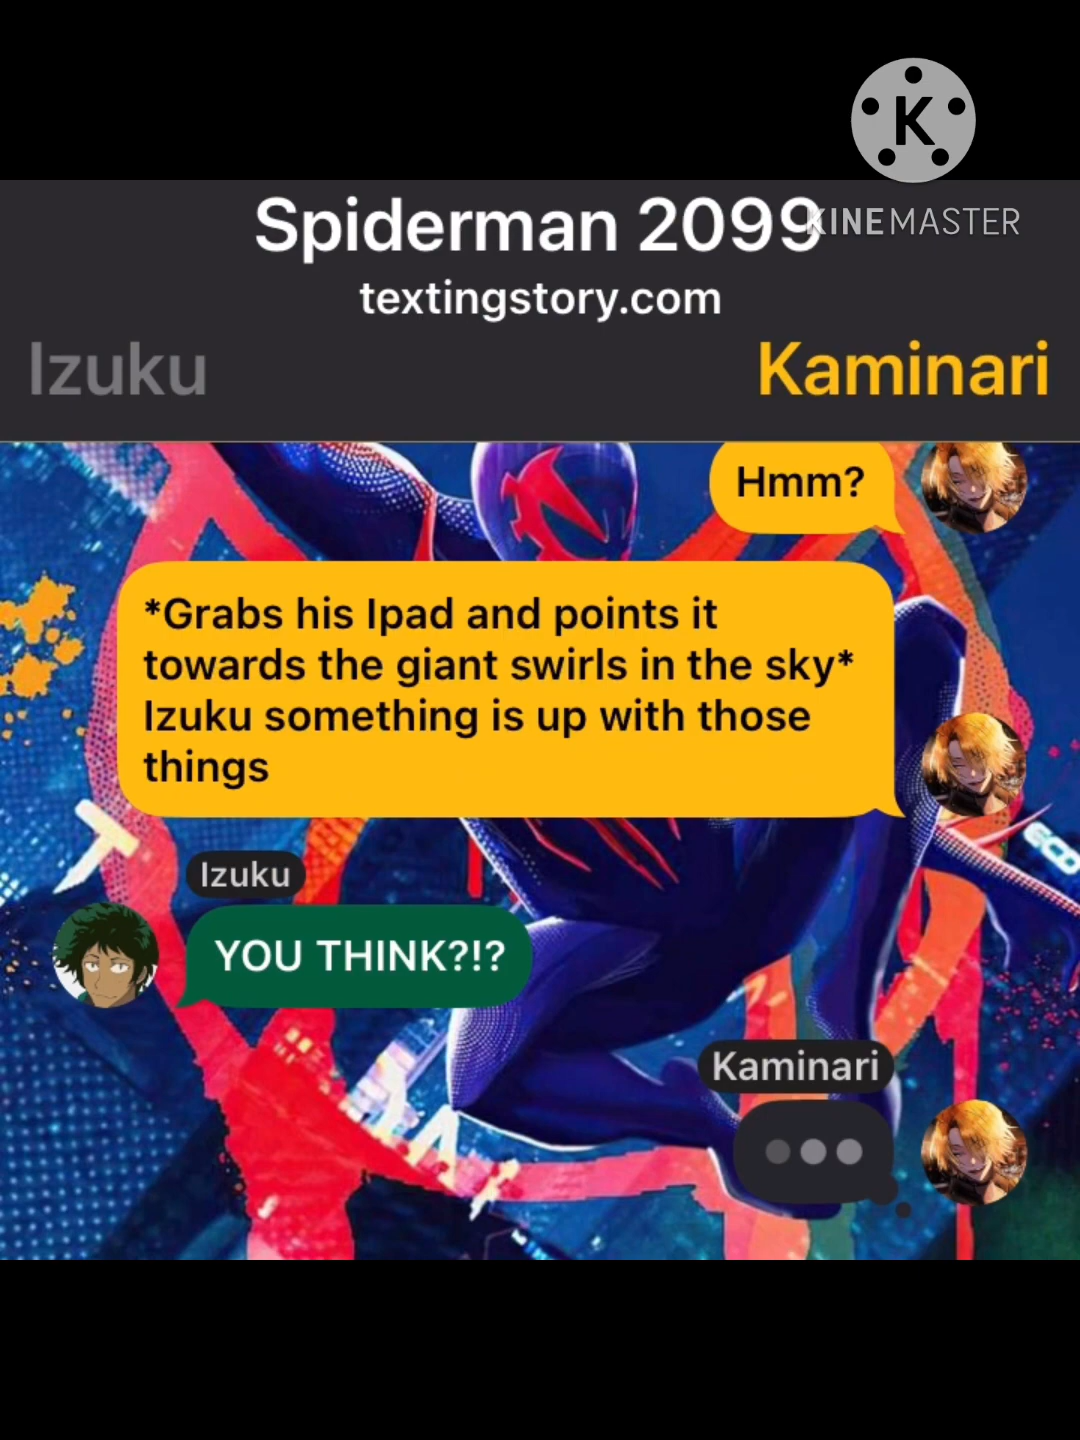 K
KINEMASTER
Spiderman 2099
textingstory.com
Izuku
Kaminari
Hmm?
*Grabs his Ipad and points it
towards the giant swirls in the sky*
Izuku something is up with those
things
Izuku
YOU THINK?!?
Kaminari